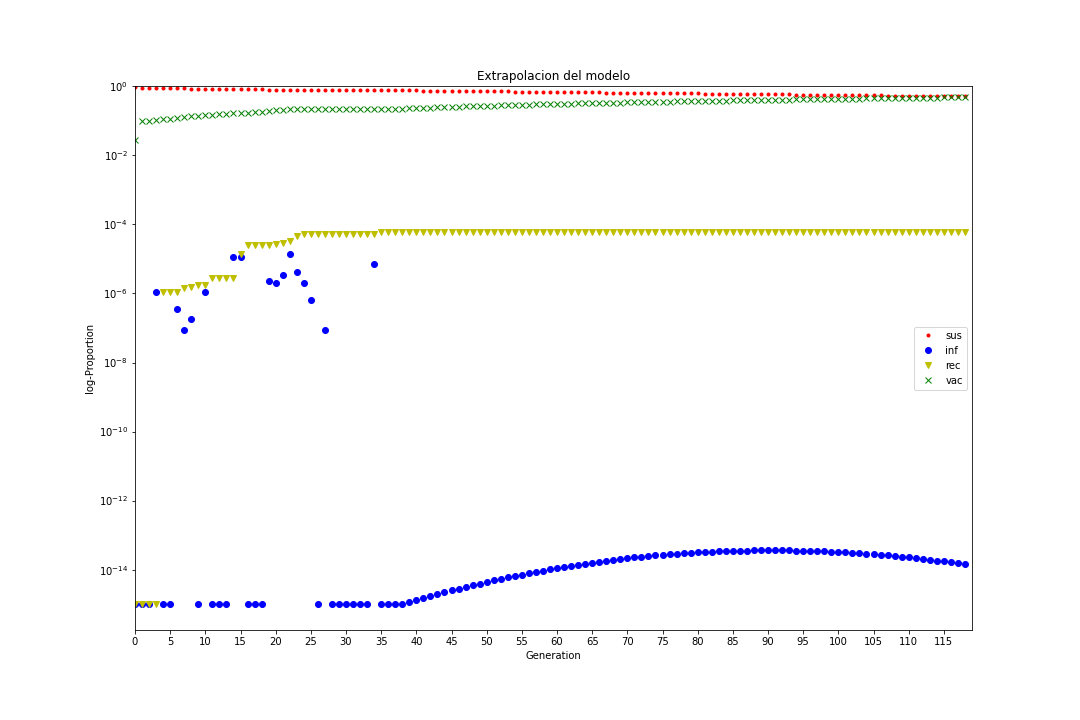 Extrapolacion del modelo
log-Proportion
10^0
10^-2
10^-4
10^-6
10^-8
10^-10
10^-12
10^-14
sus
inf
rec
vac
0 5 10 15 20 25 30 35 40 45 50 55 60 65 70 75 80 85 90 95 100 105 110 115
Generation